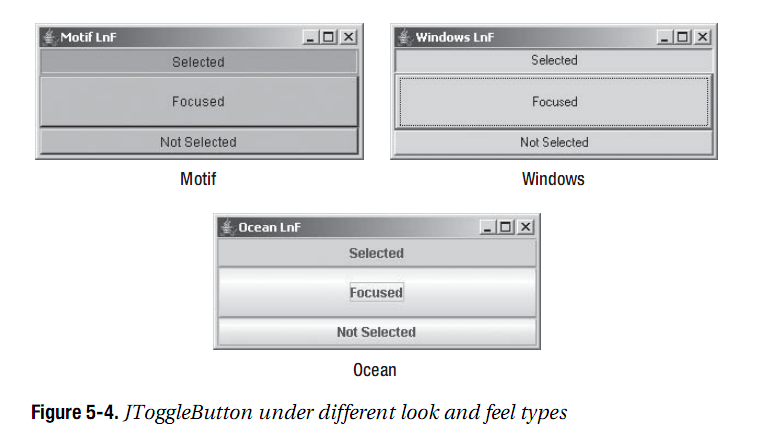 Motif LnF
Selected
Focused
Not Selected
Motif
Windows LnF
Selected
Focused
Not Selected
Windows
Ocean LnF
Selected
Focused
Not Selected
Ocean
Figure 5-4. JToggleButton under different look and feel types